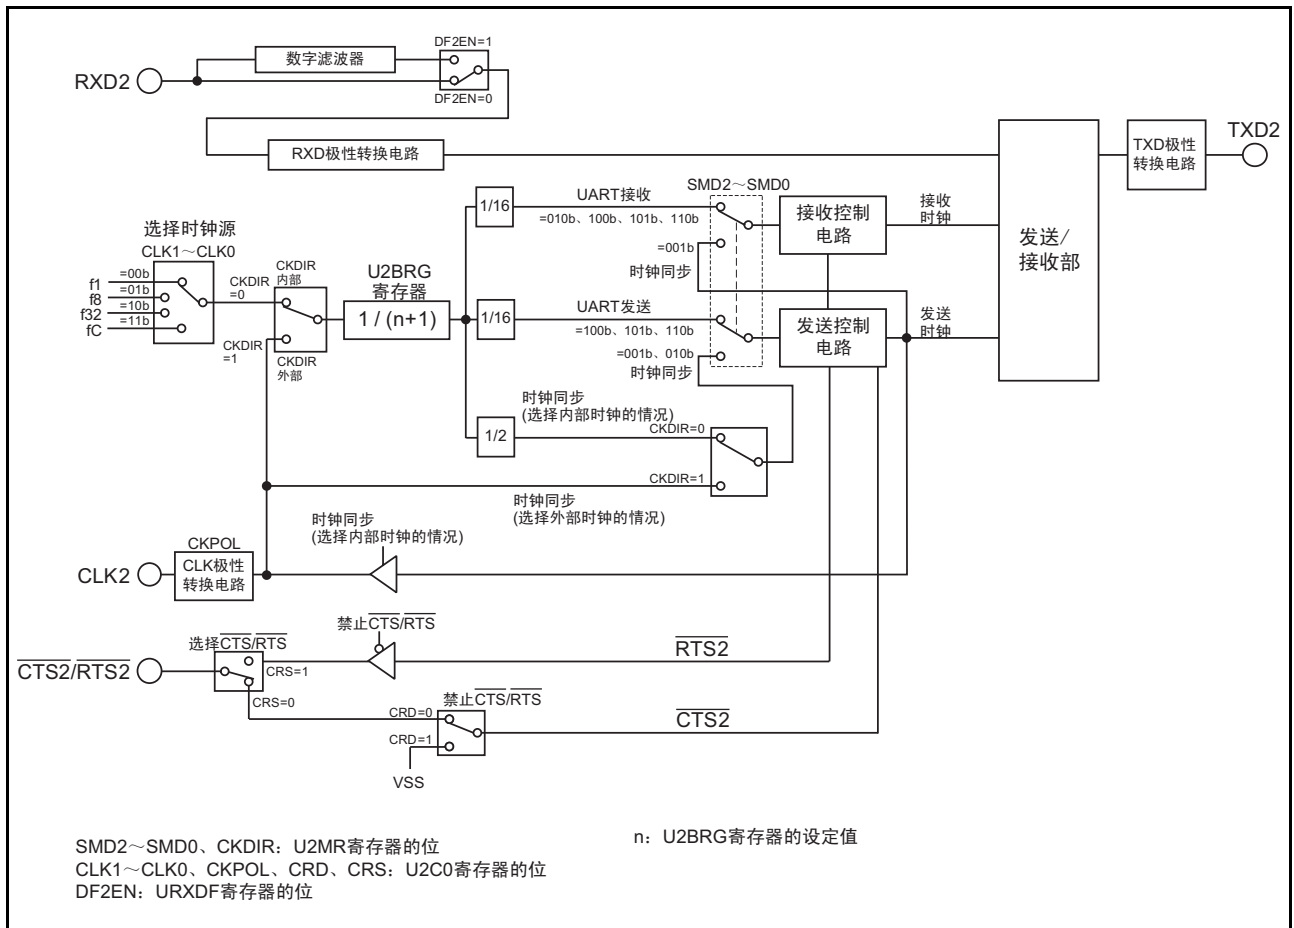 DF2EN=1
数字滤波器
RXD2
DF2EN=0
RXD极性转换电路
TXD2
TXD极性
转换电路
发送/
接收部
SMD2～SMD0
1/16
UART接收
=010b、100b、101b、110b
接收控制
电路
接收
时钟
=001b
时钟同步
选择时钟源
CLK1～CLK0
f1
=00b
f8
=01b
f32
=10b
fC
=11b
CKDIR
=0
CKDIR
内部
CKDIR
=1
CKDIR
外部
U2BRG
寄存器
1 / (n+1)
1/16
UART发送
=100b、101b、110b
发送控制
电路
发送
时钟
=001b、010b
时钟同步
时钟同步
(选择内部时钟的情况)
1/2
CKDIR=0
CKDIR=1
时钟同步
(选择外部时钟的情况)
时钟同步
(选择内部时钟的情况)
CKPOL
CLK2
CLK极性
转换电路
禁止CTS/RTS
选择CTS/RTS
CTS2/RTS2
CRS=1
RTS2
CRS=0
禁止CTS/RTS
CRD=0
CTS2
CRD=1
VSS
SMD2～SMD0、CKDIR：U2MR寄存器的位
n：U2BRG寄存器的设定值
CLK1～CLK0、CKPOL、CRD、CRS：U2C0寄存器的位
DF2EN：URXDF寄存器的位